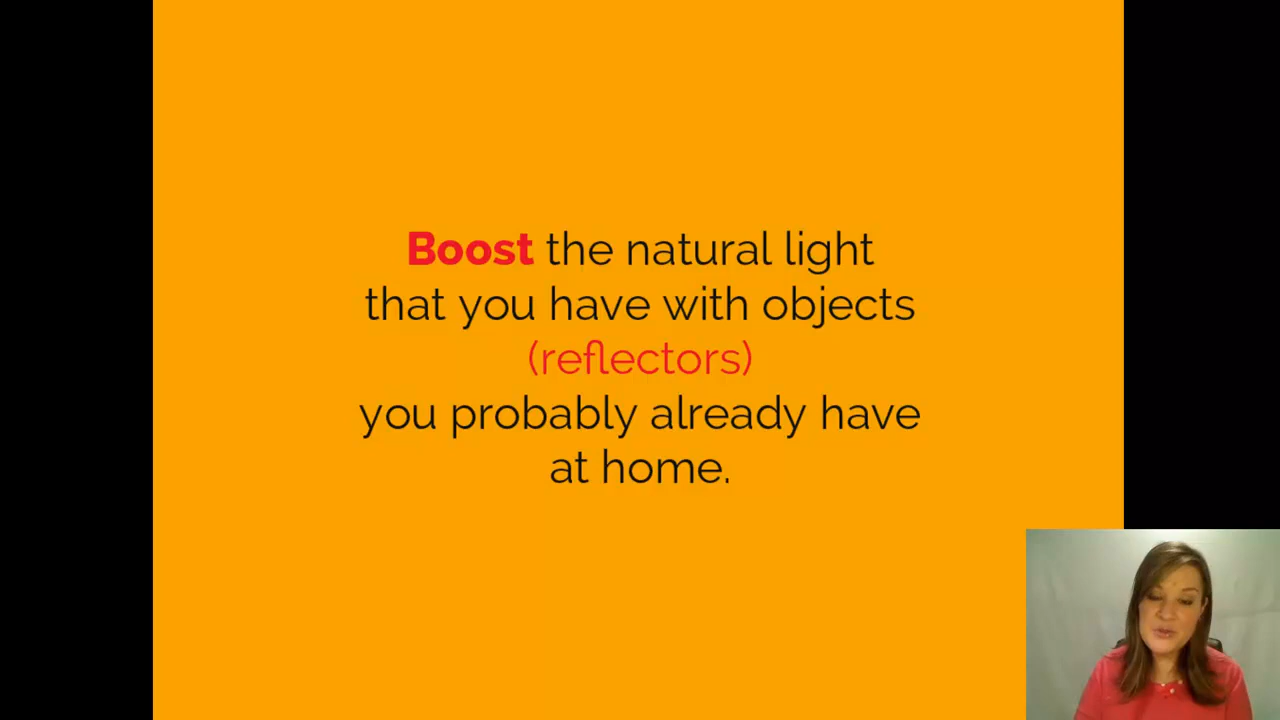 Boost the natural light
that you have with objects
(reflectors)
you probably already have
at home.